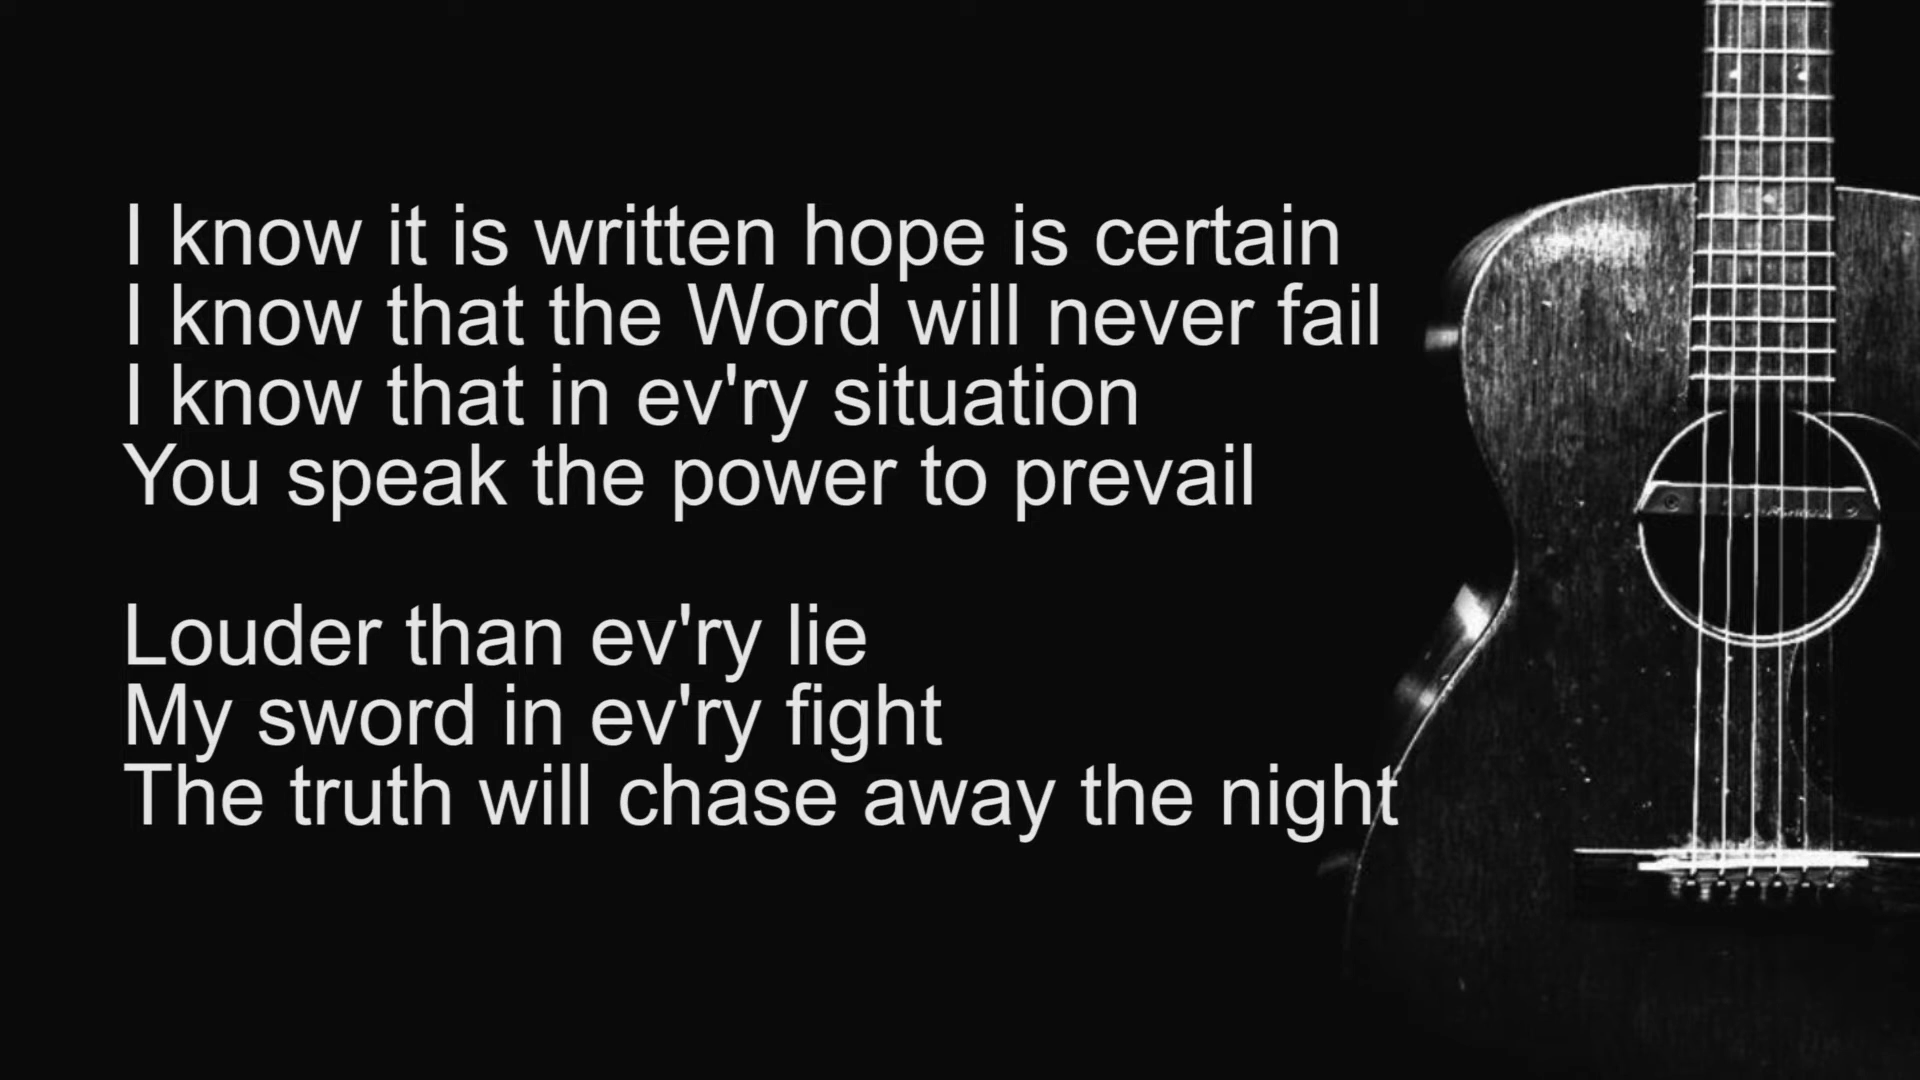 I know it is written hope is certain
I know that the Word will never fail
I know that in ev'ry situation
You speak the power to prevail
Louder than ev'ry lie
My sword in ev'ry fight
The truth will chase away the night